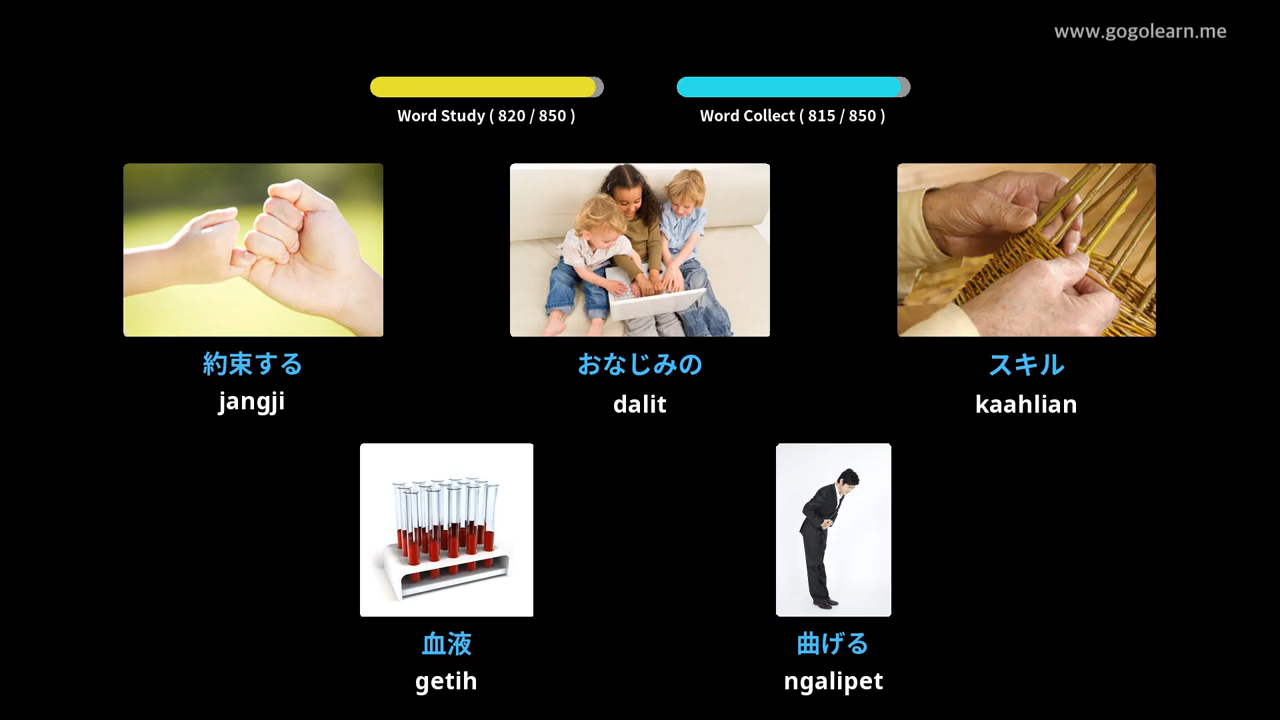 www.gogolearn.me
Word Study ( 820 / 850 )
Word Collect ( 815 / 850 )
約束する
jangji
おなじみの
dalit
スキル
kaahlian
血液
getih
曲げる
ngalipet